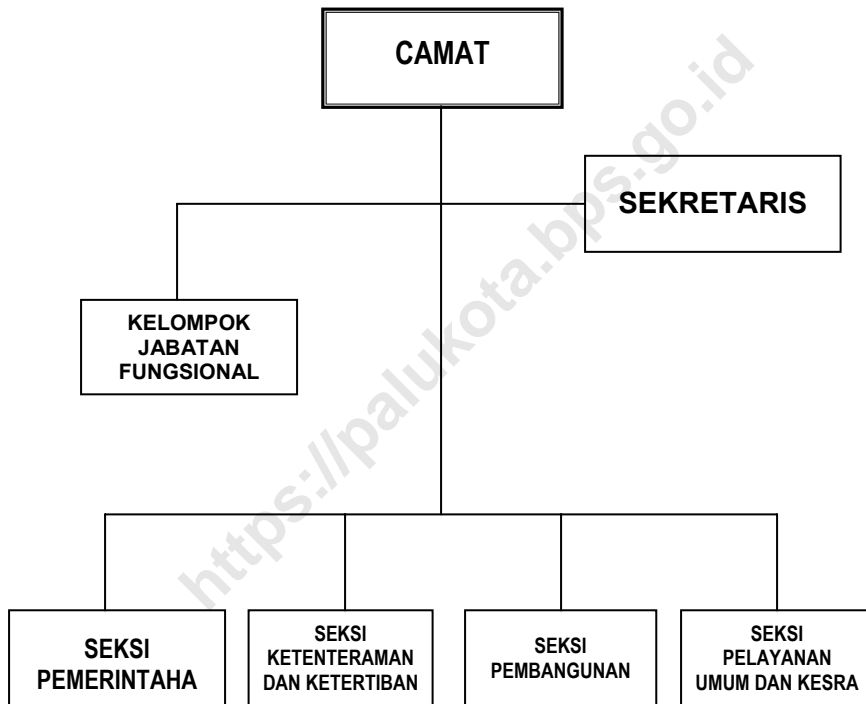 CAMAT
SEKRETARIS
KELOMPOK
JABATAN
FUNGSIONAL
https://palukota.bps.go.id
SEKSI
PEMERINTAHA
SEKSI
KETENTERAMAN
DAN KETERTIBAN
SEKSI
PEMBANGUNAN
SEKSI
PELAYANAN
UMUM DAN KESRA